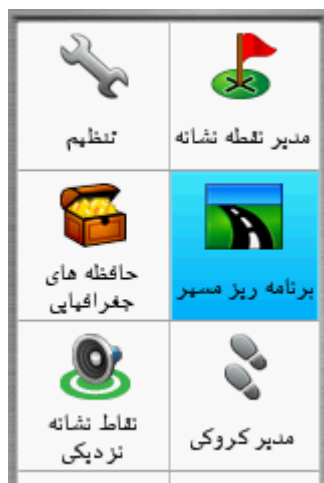 مدیر نقطه نشانه
تنظیم
برنامه ریز مسیر
حافظه های
جغرافیایی
مدیر کروکی
نقاط نشانه
نزدیکی